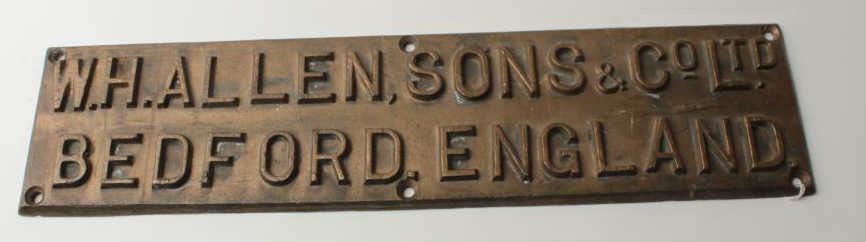 W.H.ALLEN, SONS & Cº LTD.
BEDFORD, ENGLAND.